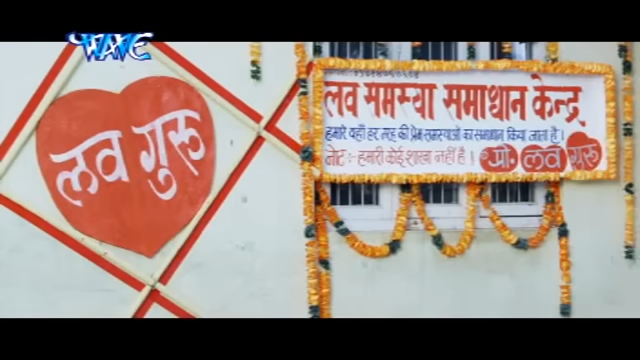 WAVE
लव गुरु
लव समस्या समाधान केन्द्र
हमारे यहाँ हर तरह की प्रेम समस्याओं का समाधान किया जाता है।
नोट :- हमारी कोई शाखा नहीं है। प्रो. लव गुरु